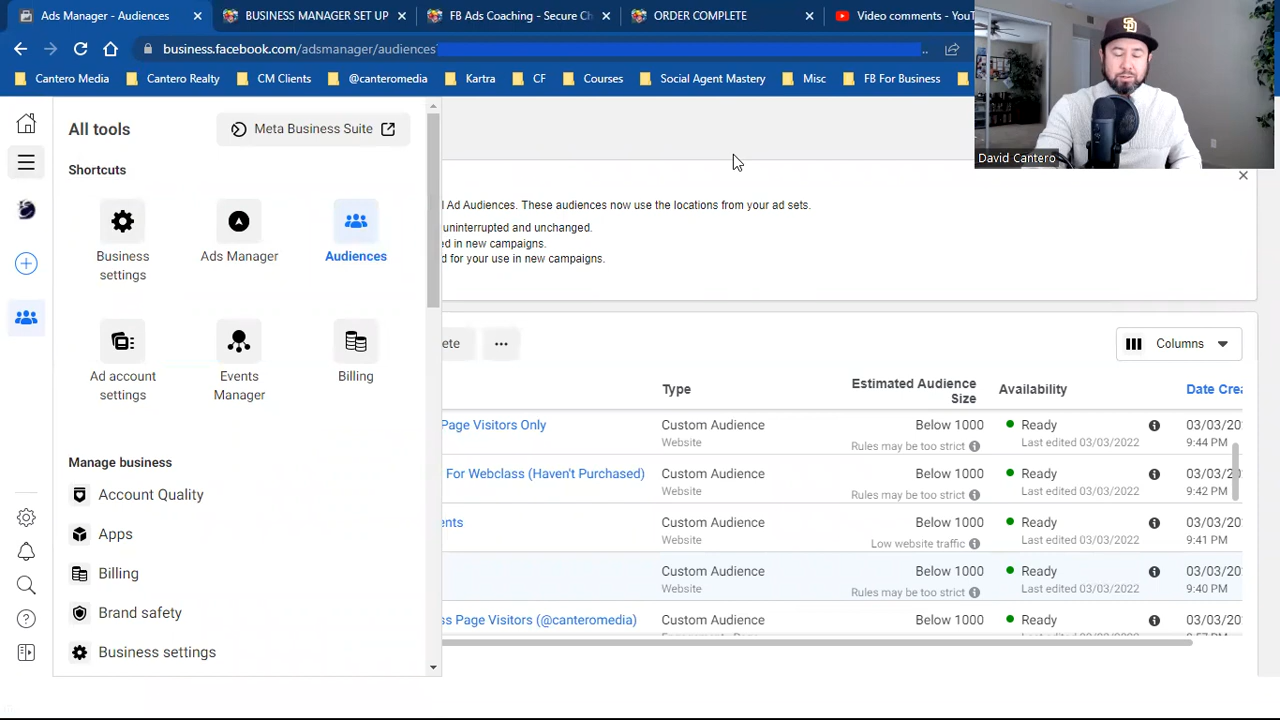 Ads Manager - Audiences
BUSINESS MANAGER SET UP
FB Ads Coaching - Secure Ch
ORDER COMPLETE
Video comments - YouT
business.facebook.com/adsmanager/audiences
..
Cantero Media
Cantero Realty
CM Clients
@canteromedia
Kartra
CF
Courses
Social Agent Mastery
Misc
FB For Business
David Cantero
All tools
Meta Business Suite
Shortcuts
Business settings
Ads Manager
Audiences
Ad account settings
Events Manager
Billing
Manage business
Account Quality
Apps
Billing
Brand safety
Business settings
l Ad Audiences. These audiences now use the locations from your ad sets.
uninterrupted and unchanged.
ed in new campaigns.
d for your use in new campaigns.
ete
...
Columns
Type
Estimated Audience Size
Availability
Date Crea
Page Visitors Only
Custom Audience
Below 1000
Ready
03/03/20
Website
Rules may be too strict
Last edited 03/03/2022
9:44 PM
For Webclass (Haven't Purchased)
Custom Audience
Below 1000
Ready
03/03/20
Website
Rules may be too strict
Last edited 03/03/2022
9:42 PM
ents
Custom Audience
Below 1000
Ready
03/03/20
Website
Low website traffic
Last edited 03/03/2022
9:41 PM
Custom Audience
Below 1000
Ready
03/03/20
Website
Rules may be too strict
Last edited 03/03/2022
9:40 PM
ss Page Visitors (@canteromedia)
Custom Audience
Below 1000
Ready
03/03/20